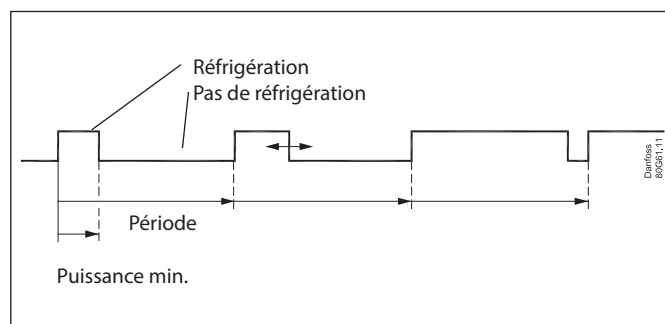 Réfrigération
Pas de réfrigération
Période
Puissance min.
Danfoss
80G61.11